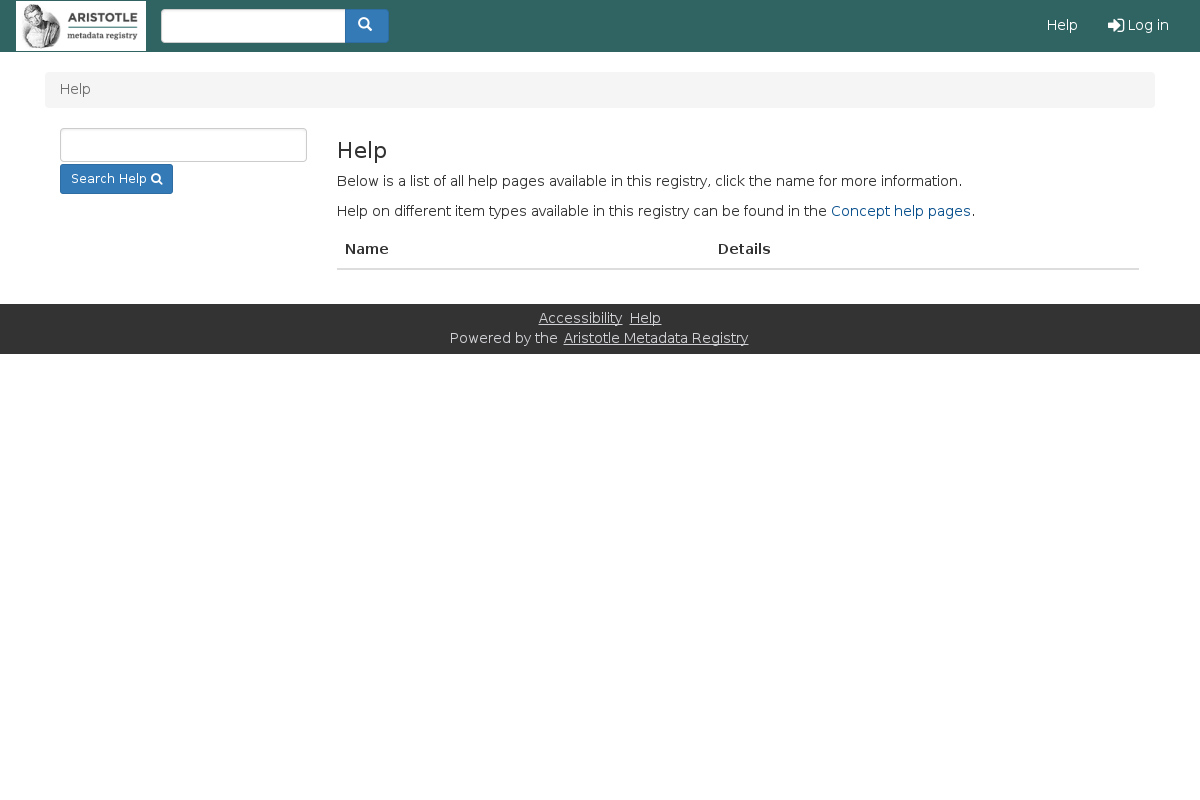 ARISTOTLE
metadata registry
Help
Log in
Help
Search Help
Help
Below is a list of all help pages available in this registry, click the name for more information.
Help on different item types available in this registry can be found in the Concept help pages.
Name Details
Accessibility Help
Powered by the Aristotle Metadata Registry